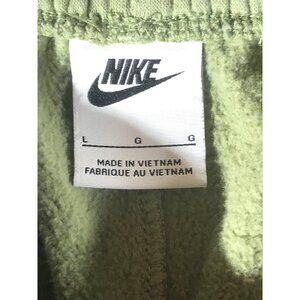 NIKE
L G G
MADE IN VIETNAM
FABRIQUE AU VIETNAM